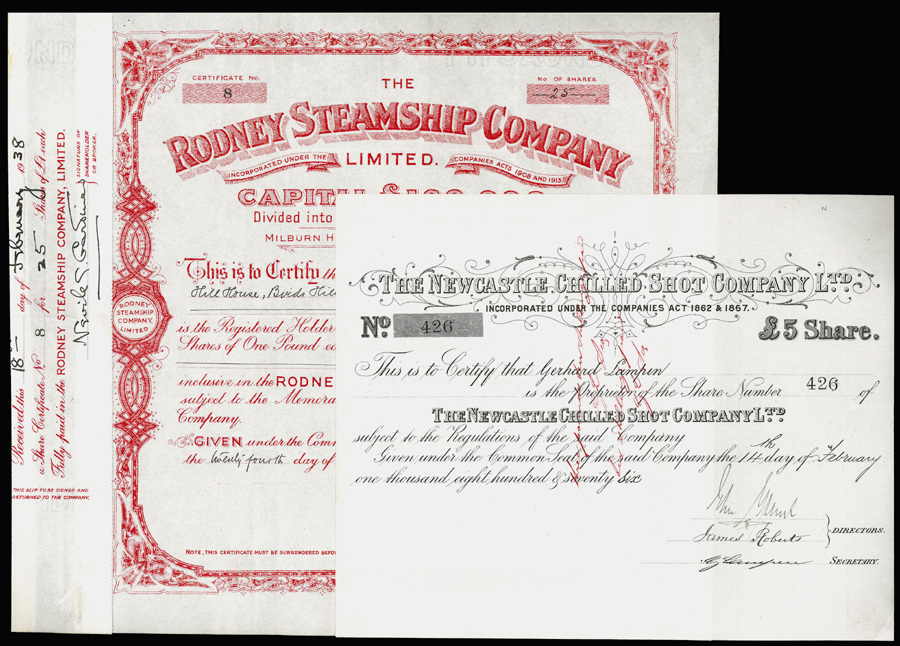 CERTIFICATE No.
8
No OF SHARES
25
THE
RODNEY STEAMSHIP COMPANY
INCORPORATED UNDER THE
LIMITED.
COMPANIES ACTS 1908 AND 1913
CAPITAL £100,000
Divided into
MILBURN H
This is to Certify th
Hill House, Birds Hil
is the Registered Holder
Shares of One Pound ea
inclusive in the RODNE
subject to the Memora
Company.
GIVEN under the Comm
the twenty fourth day of
NOTE_THIS CERTIFICATE MUST BE SURRENDERED BEFOR
RODNEY
STEAMSHIP
COMPANY,
LIMITED
Received this 18th day of February 1938
a Share Certificate No 8 for 25 Shares of £1 each
Fully paid in the RODNEY STEAMSHIP COMPANY, LIMITED.
SIGNATURE OF
SHAREHOLDER
OR BROKER.
THIS SLIP TO BE SIGNED AND
RETURNED TO THE COMPANY.
THE NEWCASTLE CHILLED SHOT COMPANY LTD
INCORPORATED UNDER THE COMPANIES ACT 1862 & 1867.
No 426
£5 Share.
This is to Certify that Gerhard Lampen
is the Proprietor of the Share Number 426 of
THE NEWCASTLE CHILLED SHOT COMPANY LTD
subject to the Regulations of the said Company
Given under the Common Seal of the said Company the 14th day of February
one thousand eight hundred & seventy six
James Roberts
DIRECTORS.
SECRETARY.